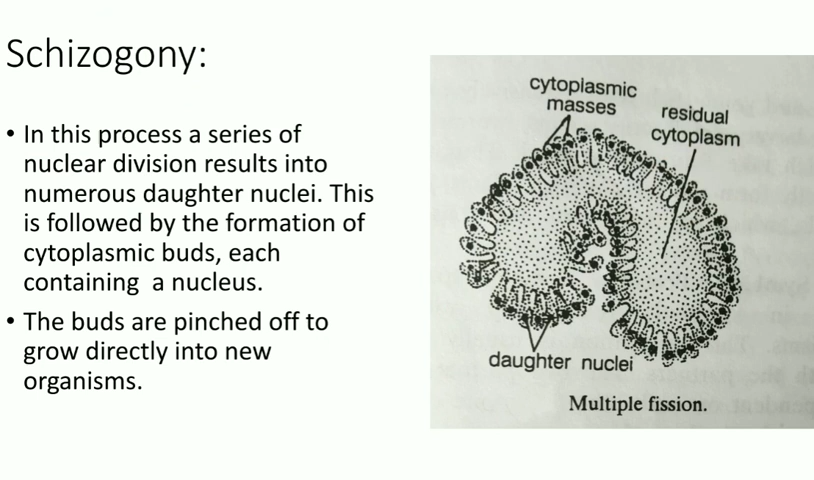 Schizogony:
• In this process a series of
nuclear division results into
numerous daughter nuclei. This
is followed by the formation of
cytoplasmic buds, each
containing a nucleus.
• The buds are pinched off to
grow directly into new
organisms.
cytoplasmic
masses
residual
cytoplasm
daughter nuclei
Multiple fission.